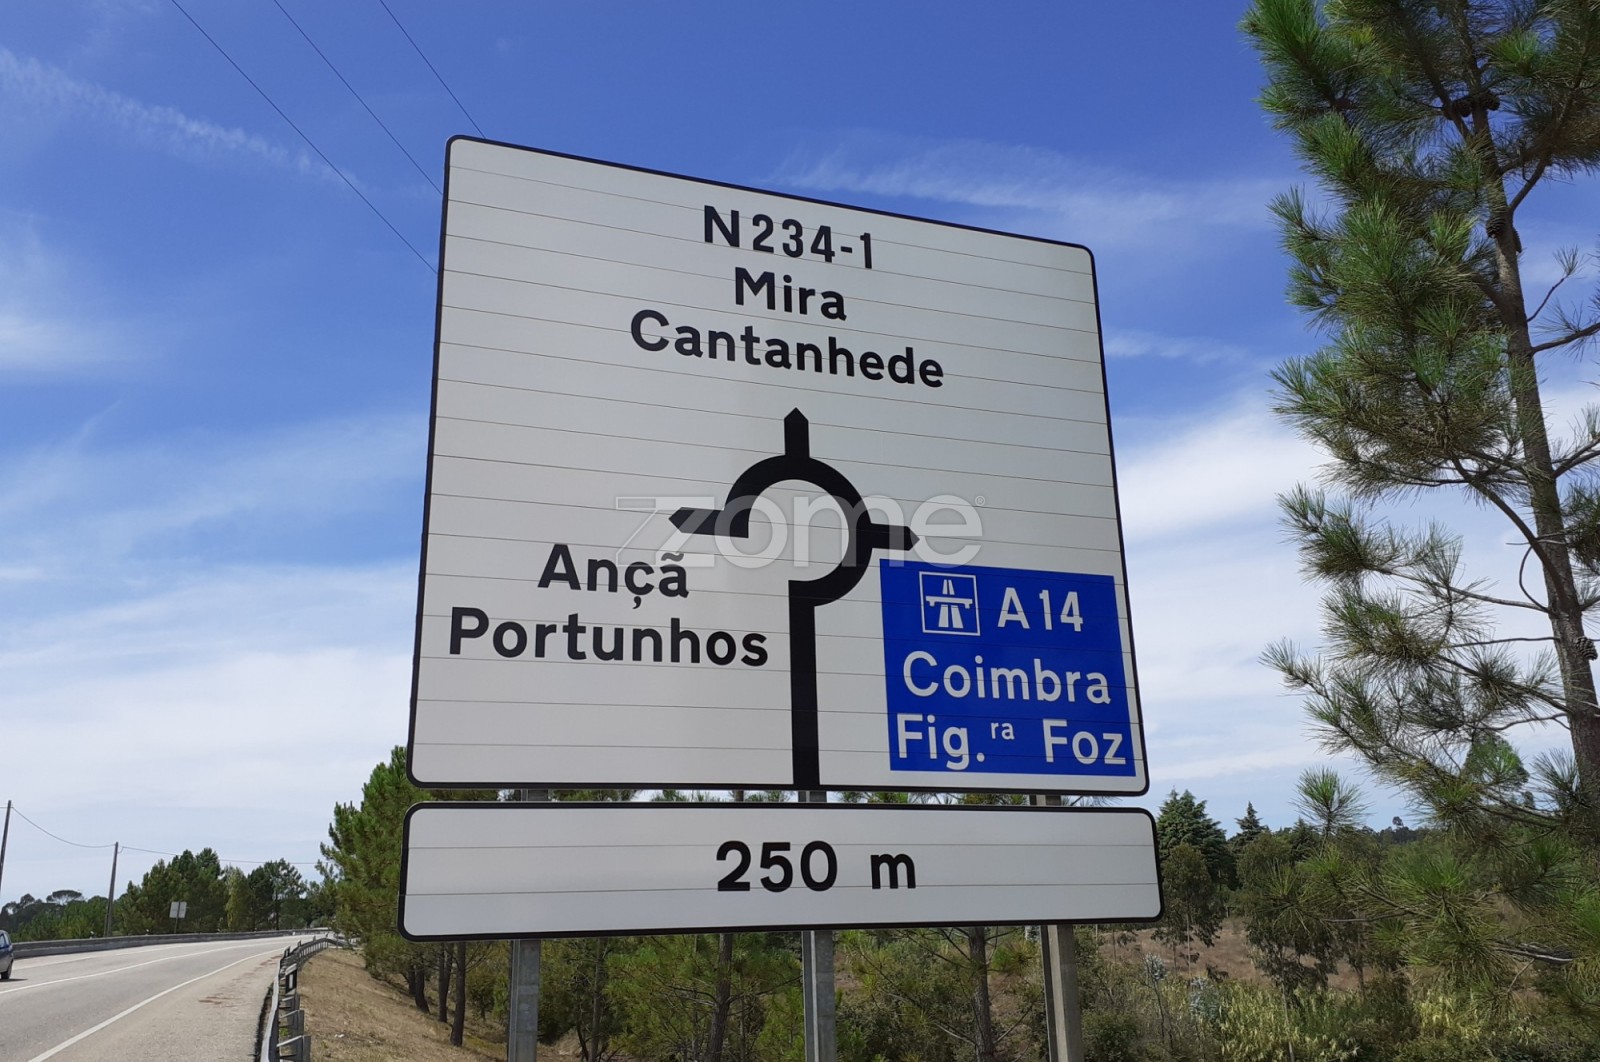 N234-1
Mira
Cantanhede
zome®
Ançã
Portunhos
A14
Coimbra
Fig.ra Foz
250 m